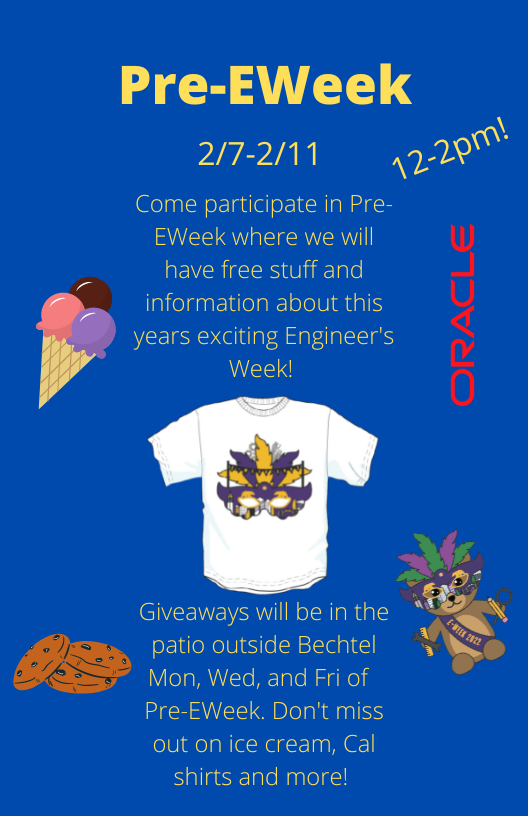 Pre-EWeek
2/7-2/11
12-2pm!
Come participate in Pre-
EWeek where we will
have free stuff and
information about this
years exciting Engineer's
Week!
ORACLE
E-WEEK 2022
Giveaways will be in the
patio outside Bechtel
Mon, Wed, and Fri of
Pre-EWeek. Don't miss
out on ice cream, Cal
shirts and more!